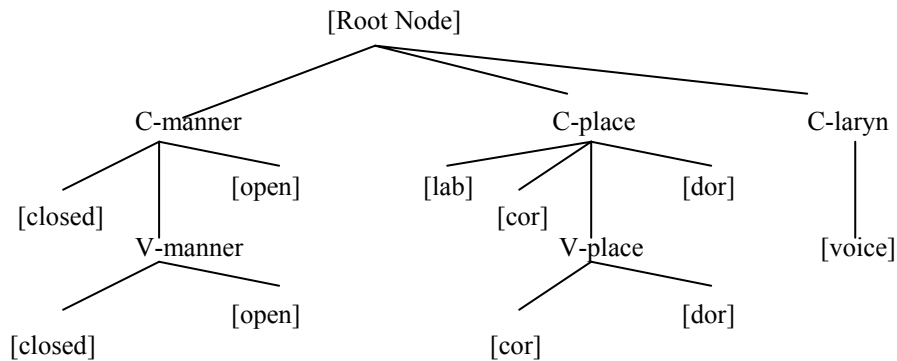 [Root Node]
C-manner C-place C-laryn
[closed] [open] [lab] [cor] [dor]
V-manner V-place [voice]
[closed] [open] [cor] [dor]